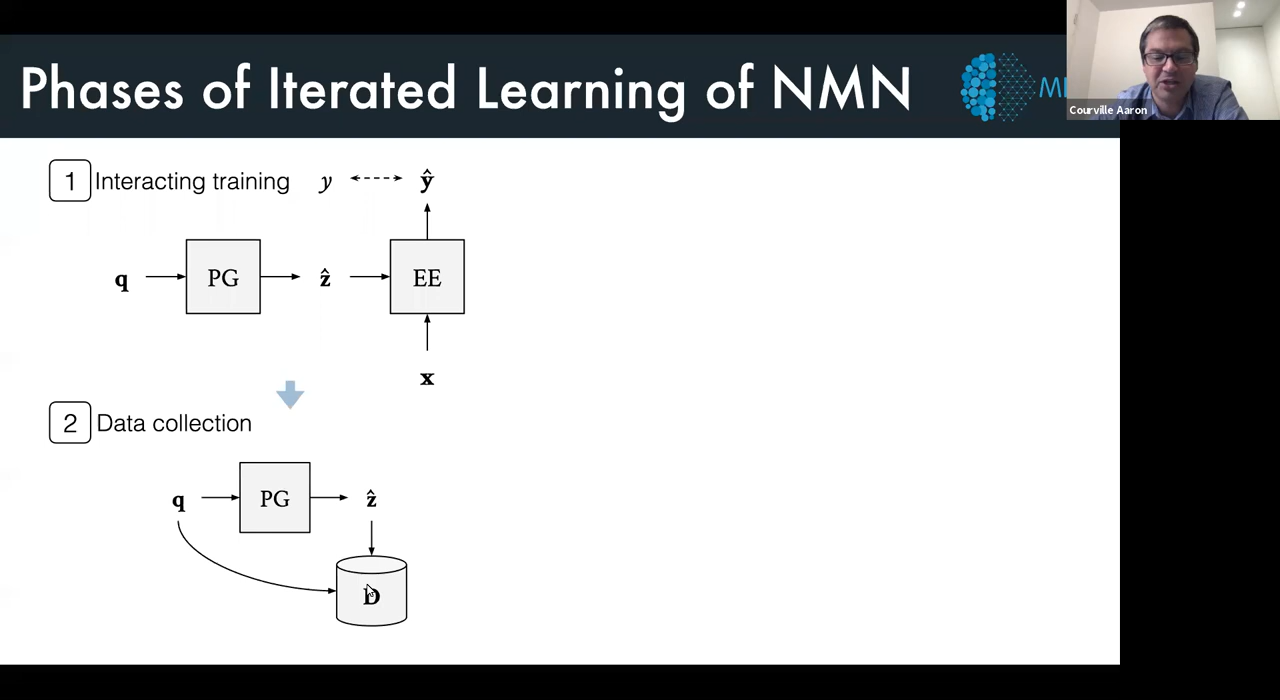 Phases of Iterated Learning of NMN
Courville Aaron
1 Interacting training
y ŷ
q PG ẑ EE
x
2 Data collection
q PG ẑ
D